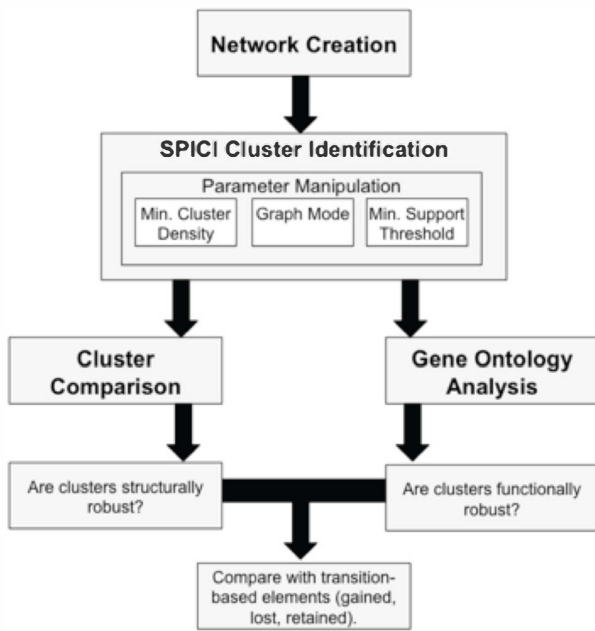 Network Creation
SPICI Cluster Identification
Parameter Manipulation
Min. Cluster
Density
Graph Mode
Min. Support
Threshold
Cluster
Comparison
Gene Ontology
Analysis
Are clusters structurally
robust?
Are clusters functionally
robust?
Compare with transition-
based elements (gained,
lost, retained).